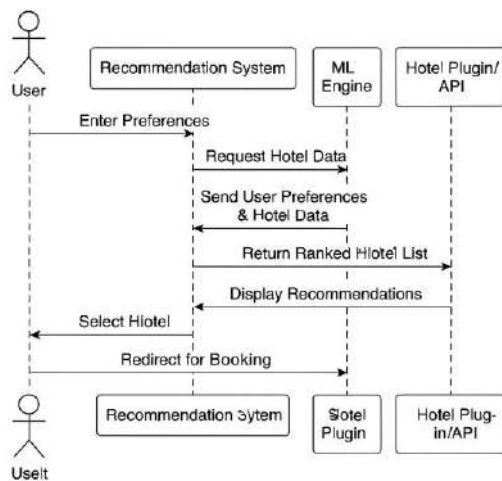 Recommendation System
ML
Engine
Hotel Plugin/
API
User
Enter Preferences
Request Hotel Data
Send User Preferences
& Hotel Data
Return Ranked Hlotel List
Display Recommendations
Select Hiotel
Redirect for Booking
Recommendation Sytem
Slotel
Plugin
Hotel Plug-
in/API
Uselt